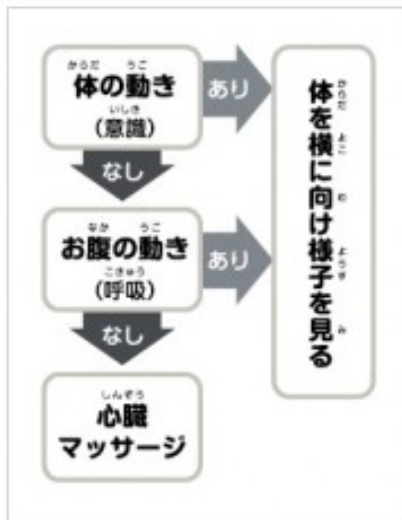 からだ うご
体の動き
いしき
（意識）
あり
なし
なか うご
お腹の動き
こきゅう
（呼吸）
あり
なし
しんぞう
心臓
マッサージ
からだ よこ む ようす み
体を横に向け様子を見る